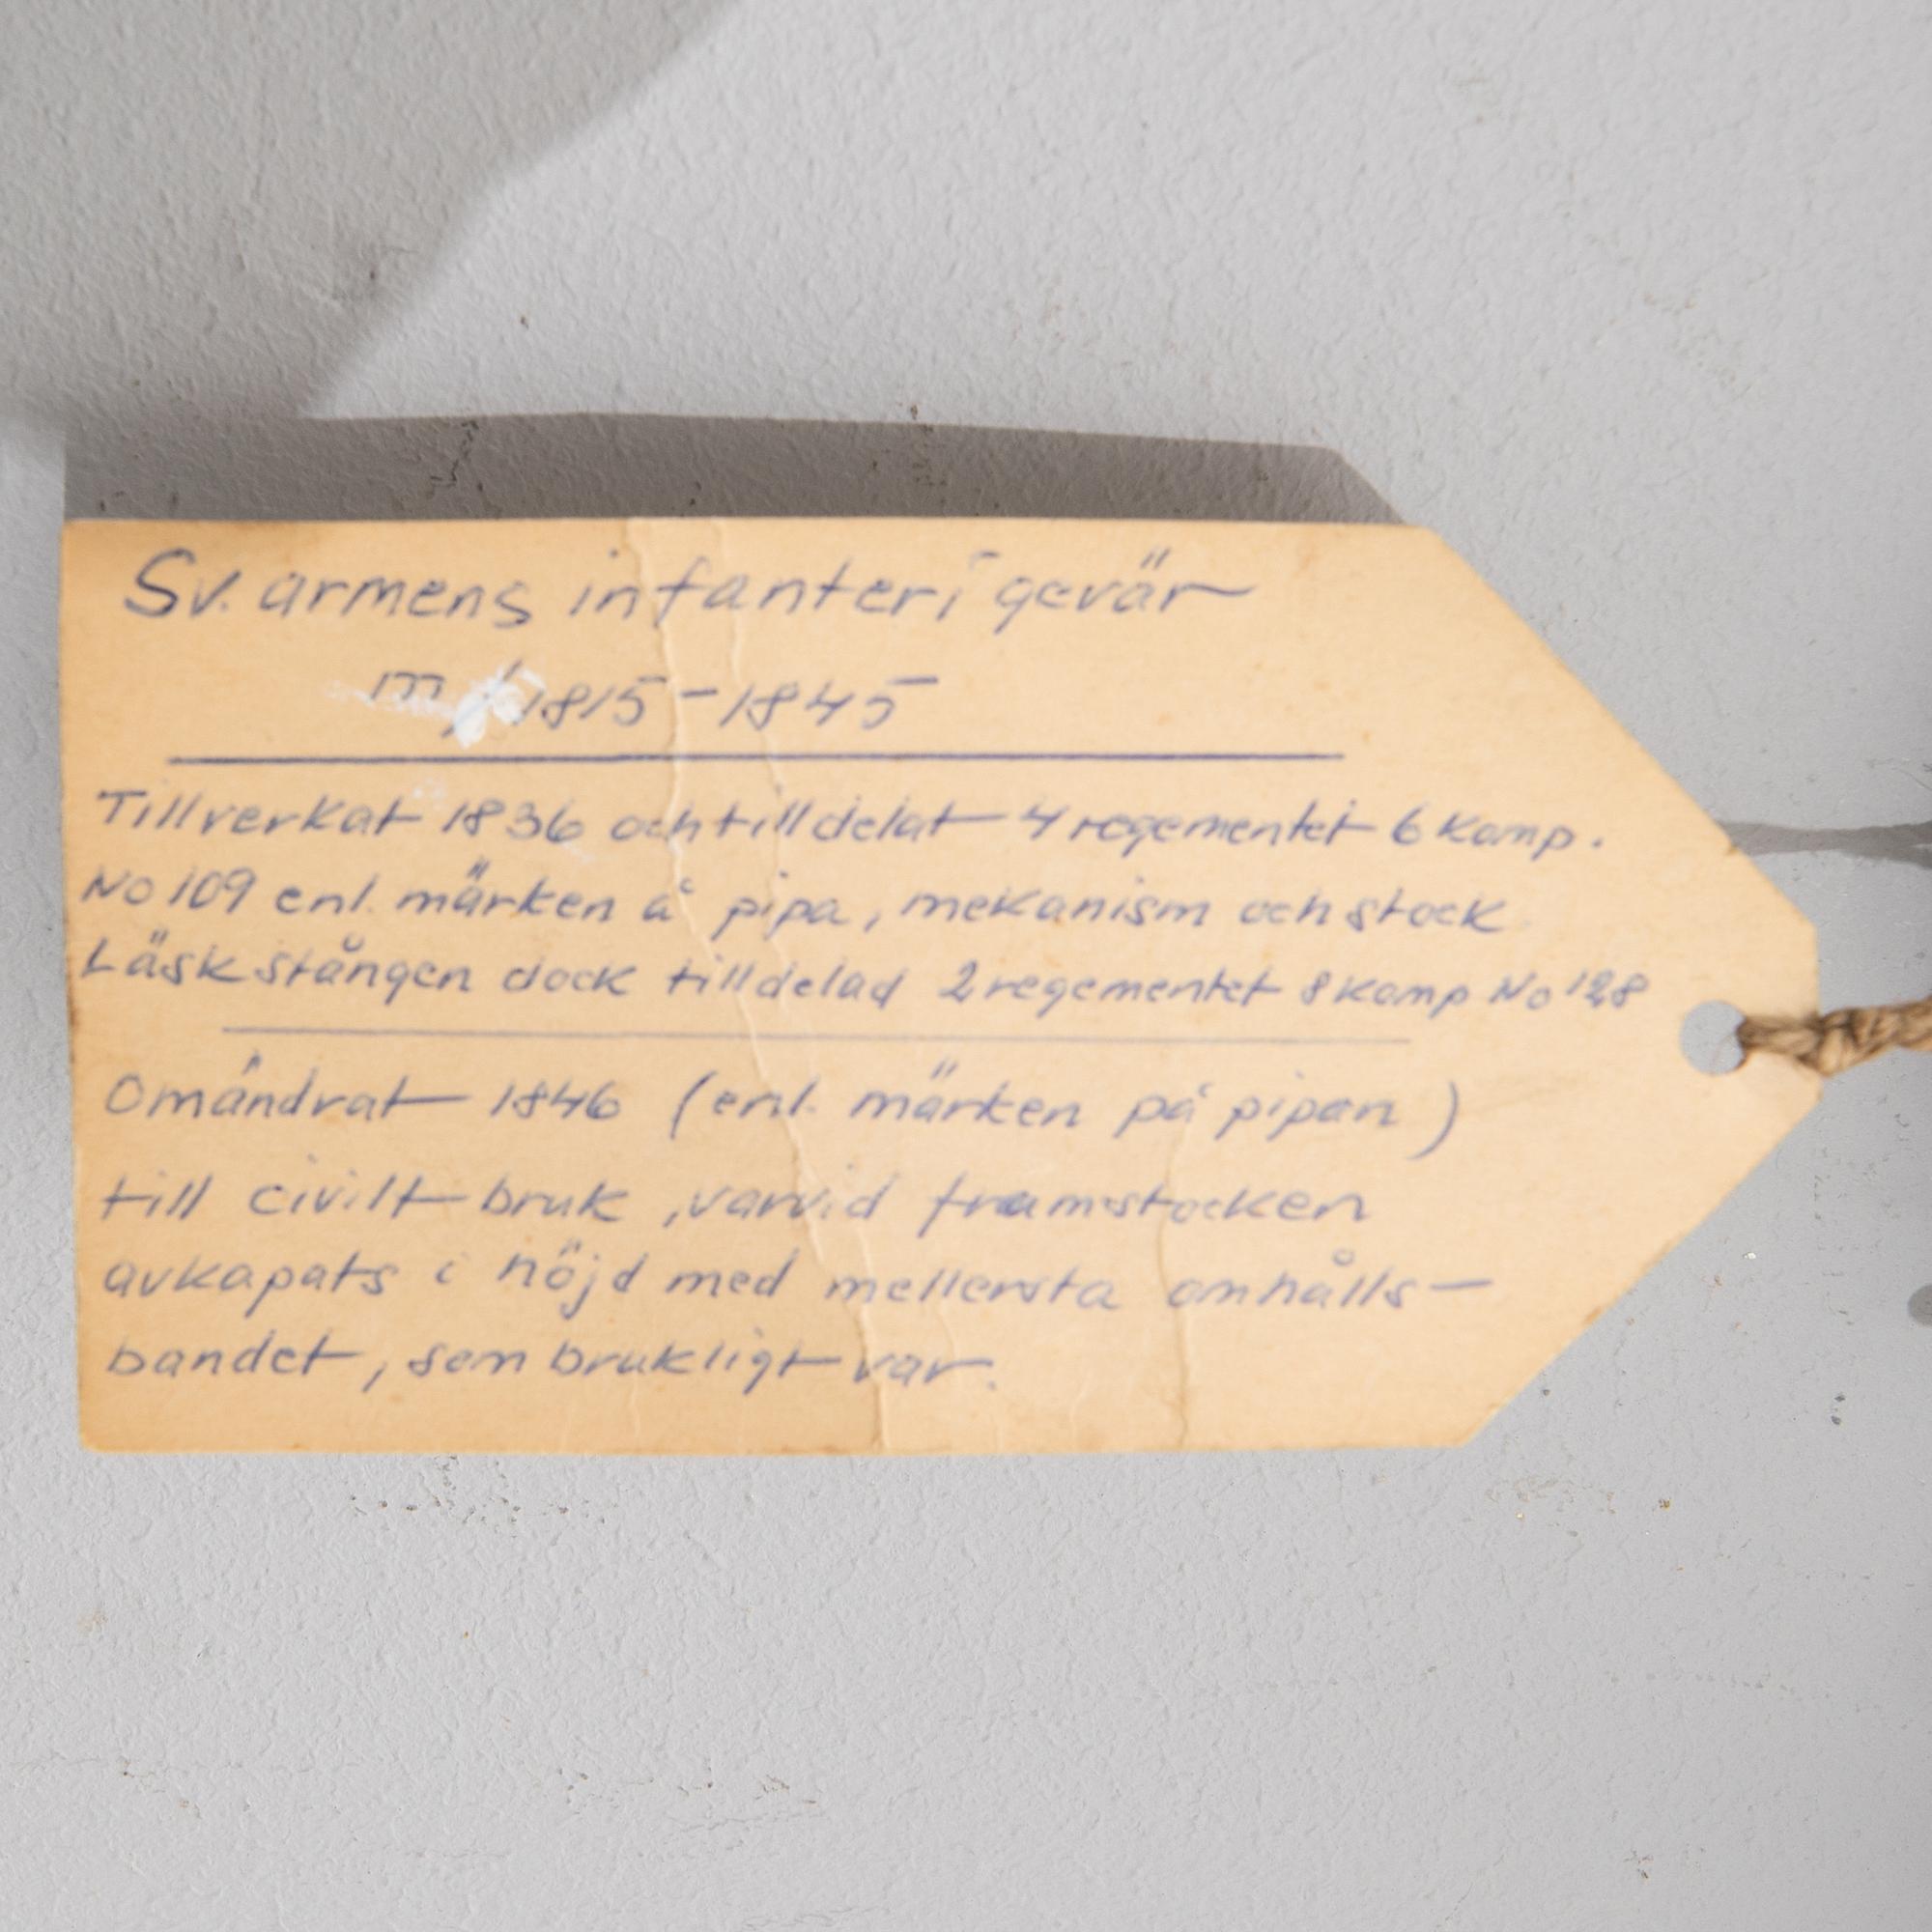 Sv. armens infanterigevär
m/1815-1845
Tillverkat 1836 och tilldelat 4 regementet 6 komp.
No 109 enl. märken å pipa, mekanism och stock
Läskstången dock tilldelad 2 regementet 8 komp No 128
Omändrat 1846 (enl. märken på pipan)
till civilt bruk, varvid framstocken
avkapats i höjd med mellersta omhålls-
bandet, som brukligt var.